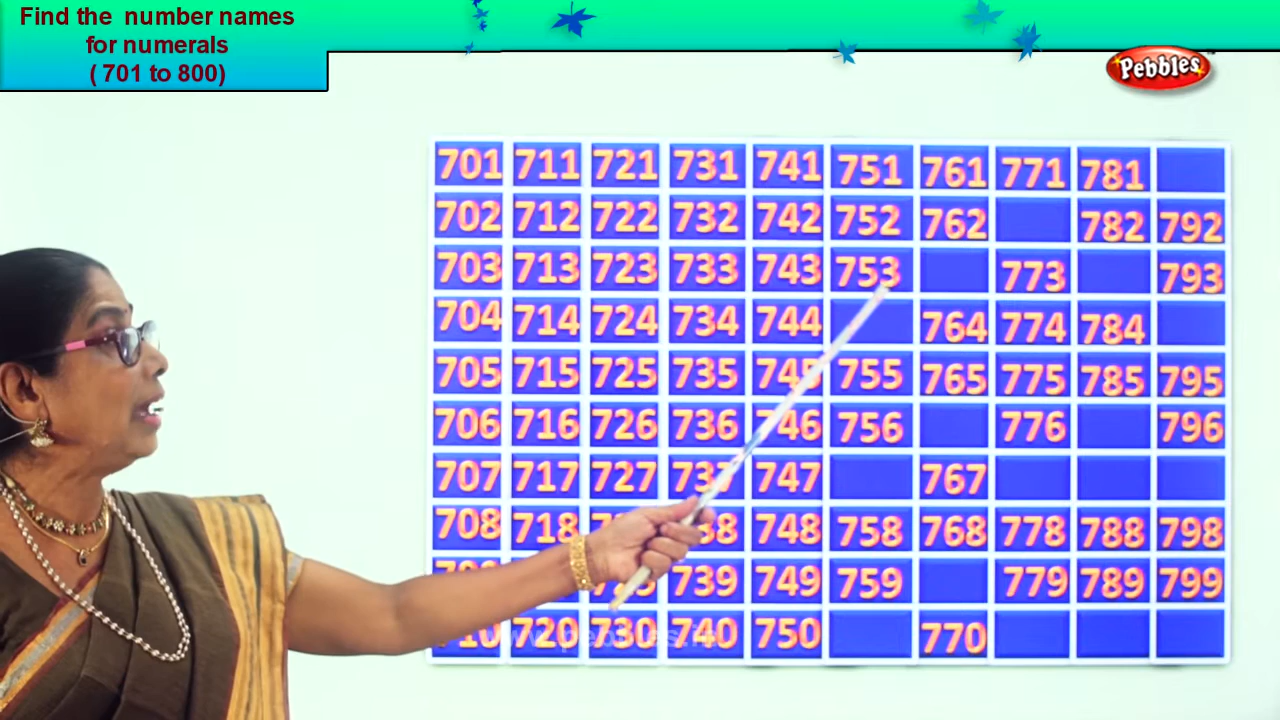 Find the number names
for numerals
( 701 to 800)
Pebbles
701 711 721 731 741 751 761 771 781
702 712 722 732 742 752 762 782 792
703 713 723 733 743 753 773 793
704 714 724 734 744 764 774 784
705 715 725 735 745 755 765 775 785 795
706 716 726 736 746 756 776 796
707 717 727 737 747 767
708 718 748 758 768 778 788 798
739 749 759 779 789 799
720 730 740 750 770